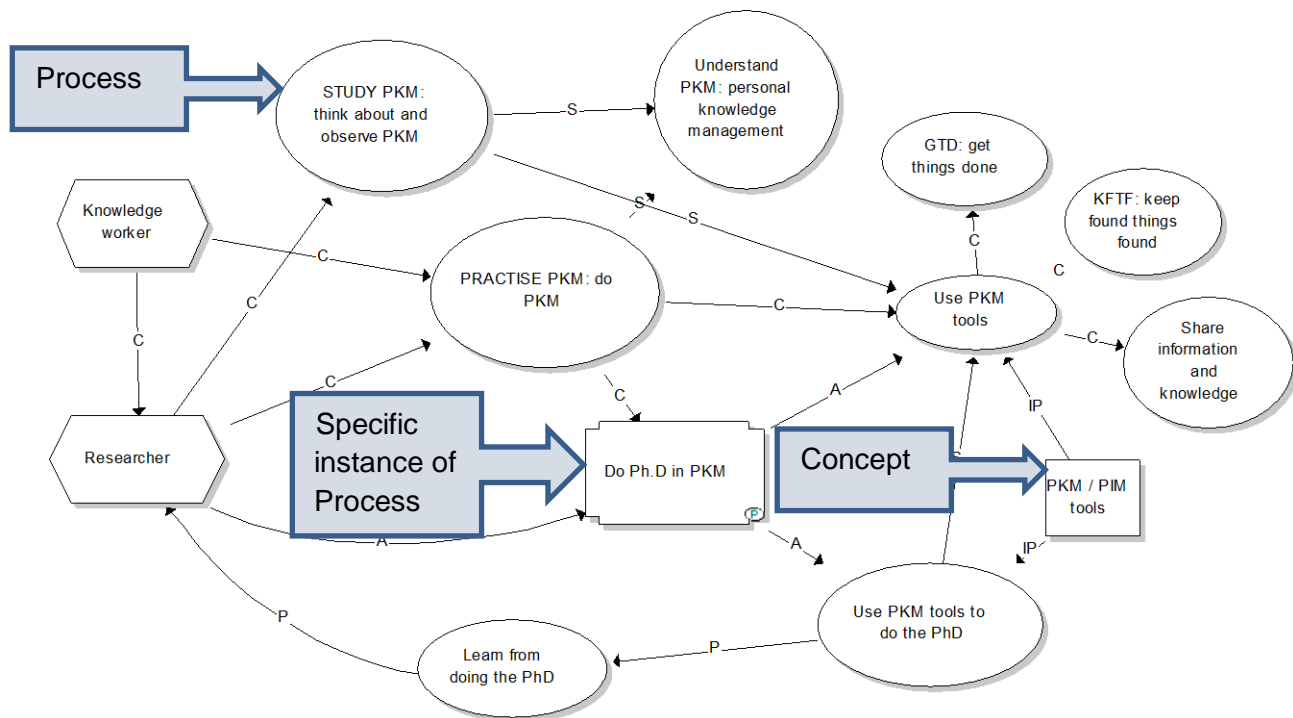 Process
STUDY PKM:
think about and
observe PKM
S
Understand
PKM: personal
knowledge
management
GTD: get
things done
KFTF: keep
found things
found
Knowledge
worker
C
S
S
C
C
PRACTISE PKM: do
PKM
C
C
Use PKM
tools
C
C
Share
information
and
knowledge
C
C
A
IP
Researcher
Specific
instance of
Process
Do Ph.D in PKM
P
Concept
PKM / PIM
tools
A
A
IP
Use PKM tools to
do the PhD
P
P
Learn from
doing the PhD